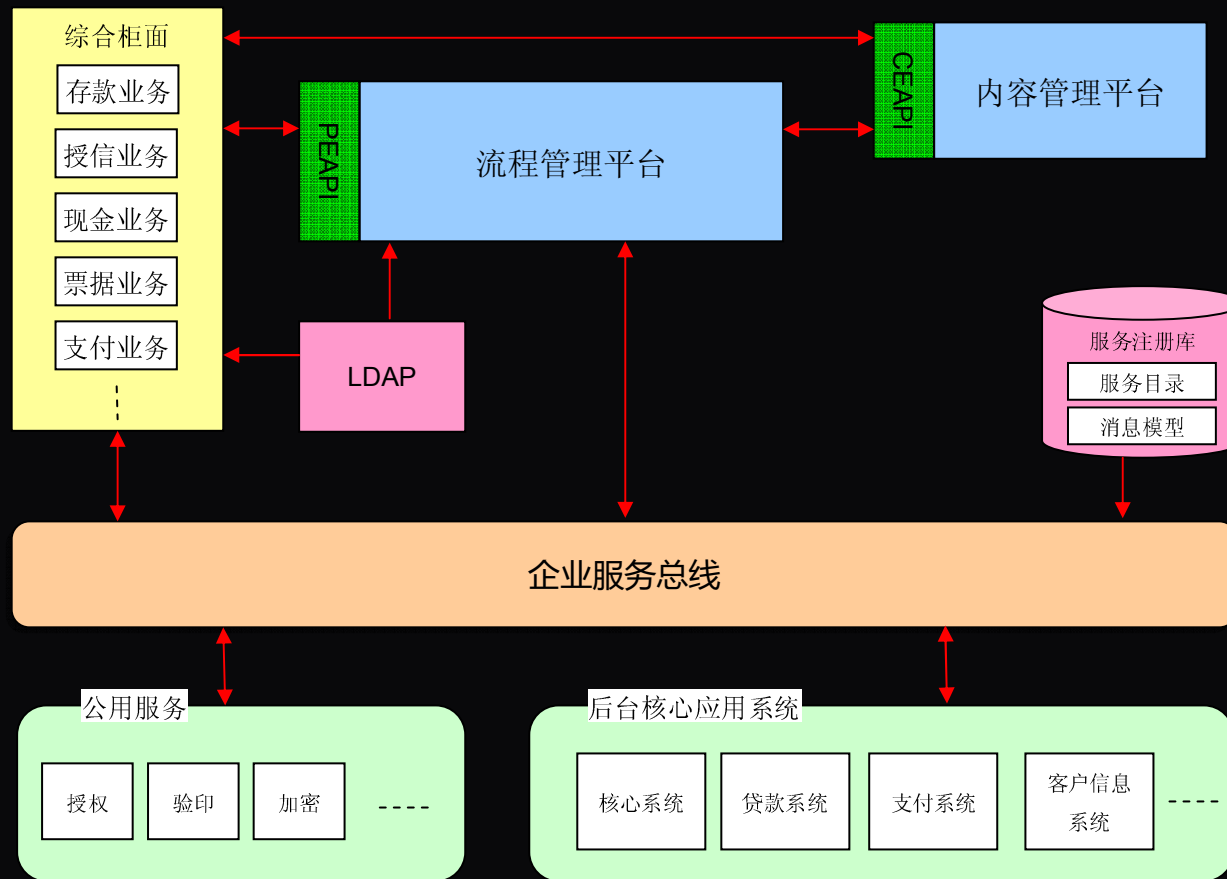 综合柜面
存款业务
授信业务
现金业务
票据业务
支付业务
PEAPI
流程管理平台
CEAPI
内容管理平台
LDAP
服务注册库
服务目录
消息模型
企业服务总线
公用服务
授权
验印
加密
后台核心应用系统
核心系统
贷款系统
支付系统
客户信息
系统